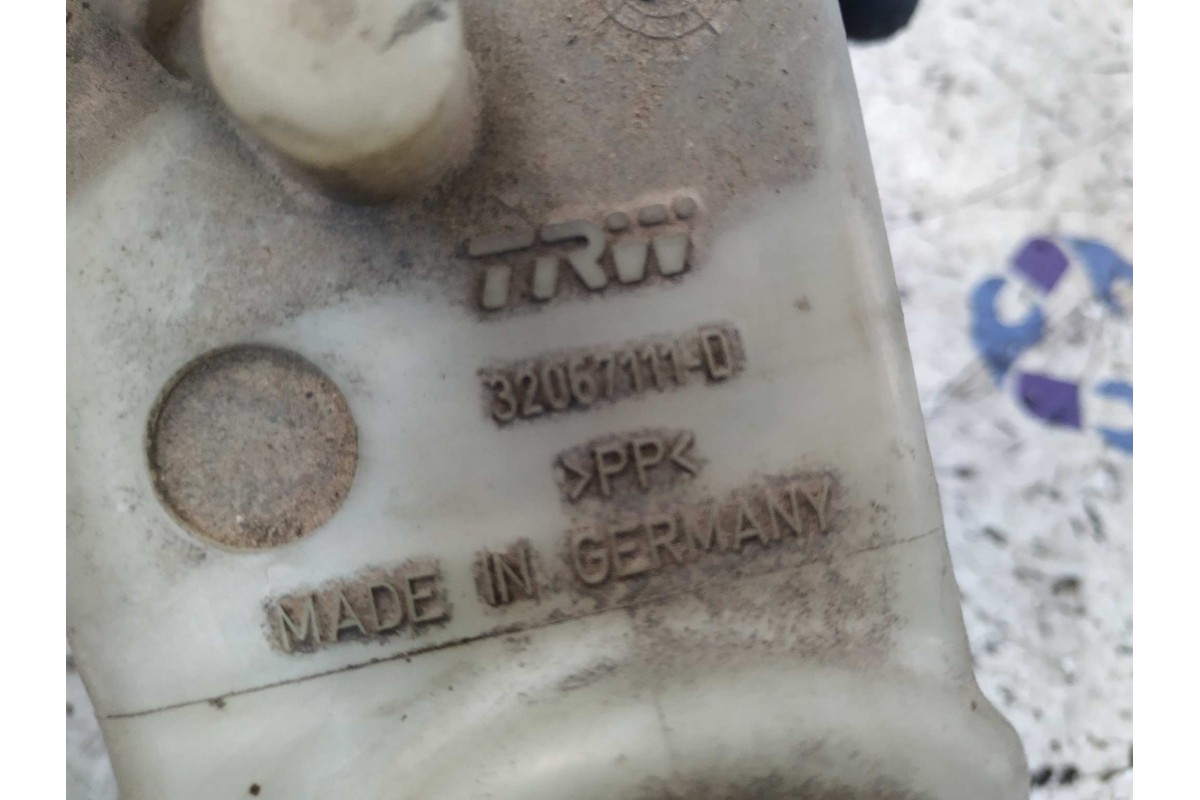 TRW
32067111-D
>PP<
MADE IN GERMANY